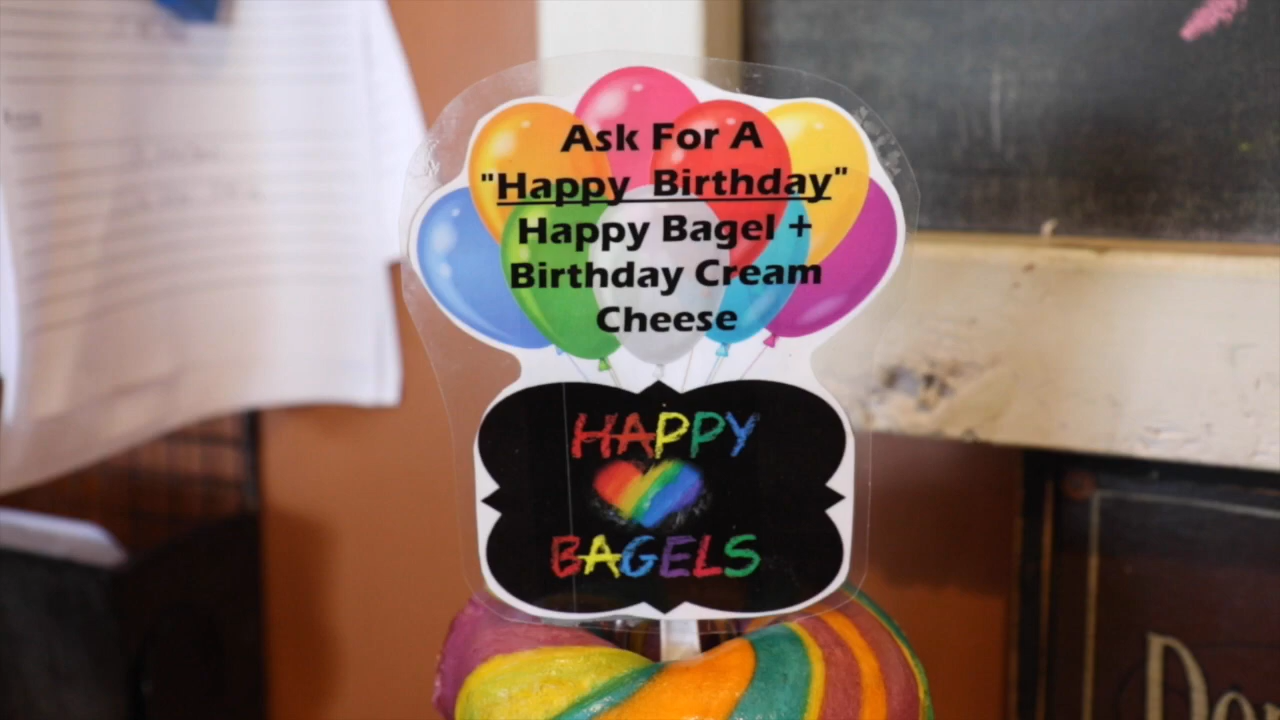 Ask For A
"Happy Birthday"
Happy Bagel +
Birthday Cream
Cheese
HAPPY
BAGELS